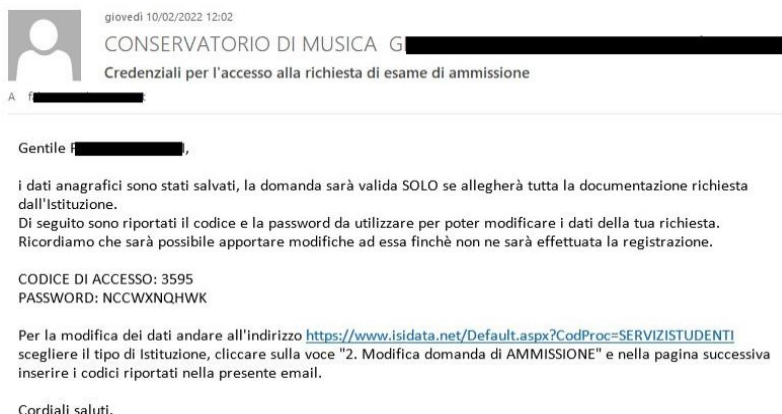 giovedì 10/02/2022 12:02
CONSERVATORIO DI MUSICA G
Credenziali per l'accesso alla richiesta di esame di ammissione
A f
Gentile F ,
i dati anagrafici sono stati salvati, la domanda sarà valida SOLO se allegherà tutta la documentazione richiesta
dall'Istituzione.
Di seguito sono riportati il codice e la password da utilizzare per poter modificare i dati della tua richiesta.
Ricordiamo che sarà possibile apportare modifiche ad essa finchè non ne sarà effettuata la registrazione.
CODICE DI ACCESSO: 3595
PASSWORD: NCCWXNQHWK
Per la modifica dei dati andare all'indirizzo https://www.isidata.net/Default.aspx?CodProc=SERVIZISTUDENTI
scegliere il tipo di Istituzione, cliccare sulla voce "2. Modifica domanda di AMMISSIONE" e nella pagina successiva
inserire i codici riportati nella presente email.
Cordiali saluti.